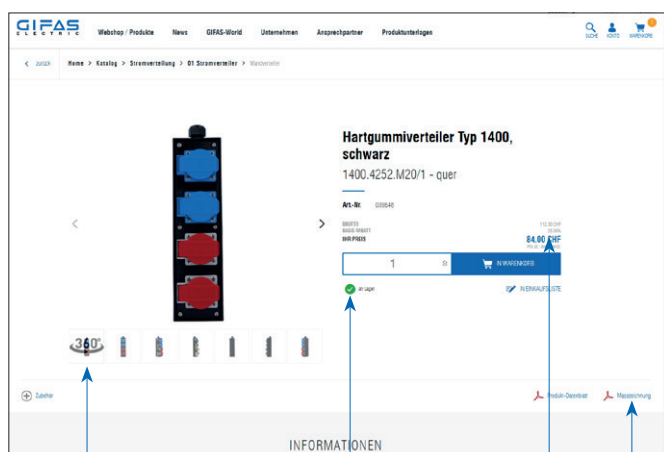 GIFAS
ELECTRIC
Webshop / Produkte News GIFAS-World Unternehmen Ansprechpartner Produktunterlagen
SUCHE KONTO WARENKORB
< zurück Home > Katalog > Stromverteilung > 01 Stromverteiler > Wandverteiler
Hartgummiverteiler Typ 1400,
schwarz
1400.4252.M20/1 - quer
Art.-Nr.
BRUTTO
BASIS RABATT
IHR PREIS 84.00 CHF
1 IN WARENKORB
an Lager IN EINKAUFSLISTE
360°
Zubehör Produkt-Datenblatt Masszeichnung
INFORMATIONEN